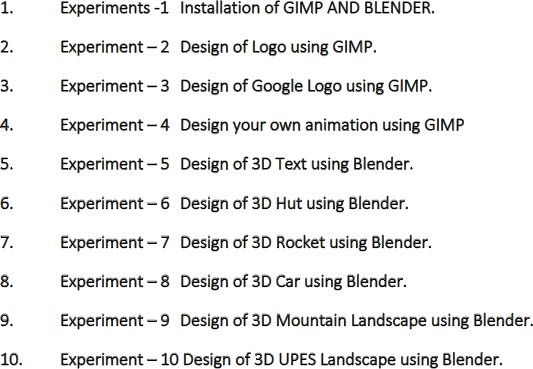 1. Experiments -1 Installation of GIMP AND BLENDER.
2. Experiment – 2 Design of Logo using GIMP.
3. Experiment – 3 Design of Google Logo using GIMP.
4. Experiment – 4 Design your own animation using GIMP
5. Experiment – 5 Design of 3D Text using Blender.
6. Experiment – 6 Design of 3D Hut using Blender.
7. Experiment – 7 Design of 3D Rocket using Blender.
8. Experiment – 8 Design of 3D Car using Blender.
9. Experiment – 9 Design of 3D Mountain Landscape using Blender.
10. Experiment – 10 Design of 3D UPES Landscape using Blender.